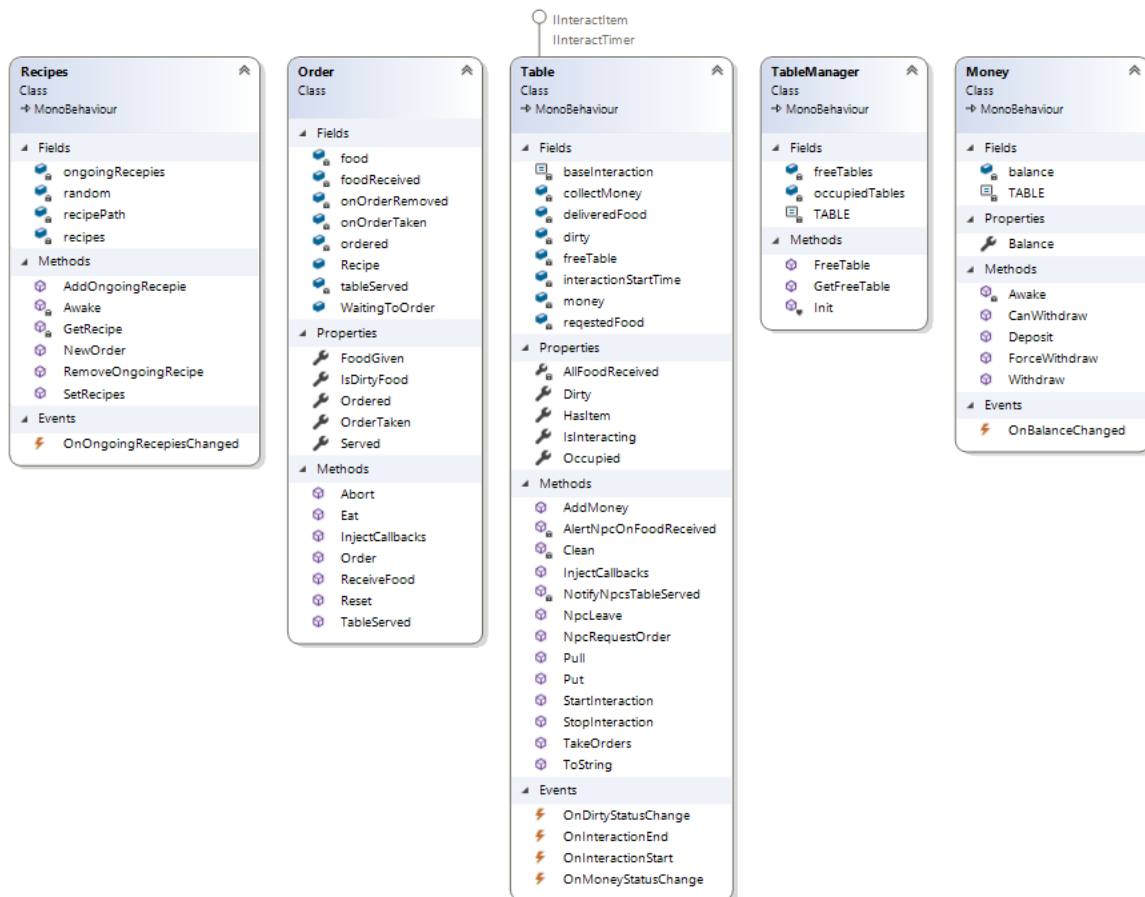 IInteractItem
IInteractTimer
Recipes
Class
MonoBehaviour
Fields
ongoingRecepies
random
recipePath
recipes
Methods
AddOngoingRecepie
Awake
GetRecipe
NewOrder
RemoveOngoingRecipe
SetRecipes
Events
OnOngoingRecepiesChanged
Order
Class
Fields
food
foodReceived
onOrderRemoved
onOrderTaken
ordered
Recipe
tableServed
WaitingToOrder
Properties
FoodGiven
IsDirtyFood
Ordered
OrderTaken
Served
Methods
Abort
Eat
InjectCallbacks
Order
ReceiveFood
Reset
TableServed
Table
Class
MonoBehaviour
Fields
baseInteraction
collectMoney
deliveredFood
dirty
freeTable
interactionStartTime
money
reqestedFood
Properties
AllFoodReceived
Dirty
HasItem
IsInteracting
Occupied
Methods
AddMoney
AlertNpcOnFoodReceived
Clean
InjectCallbacks
NotifyNpcsTableServed
NpcLeave
NpcRequestOrder
Pull
Put
StartInteraction
StopInteraction
TakeOrders
ToString
Events
OnDirtyStatusChange
OnInteractionEnd
OnInteractionStart
OnMoneyStatusChange
TableManager
Class
MonoBehaviour
Fields
freeTables
occupiedTables
TABLE
Methods
FreeTable
GetFreeTable
Init
Money
Class
MonoBehaviour
Fields
balance
TABLE
Properties
Balance
Methods
Awake
CanWithdraw
Deposit
ForceWithdraw
Withdraw
Events
OnBalanceChanged